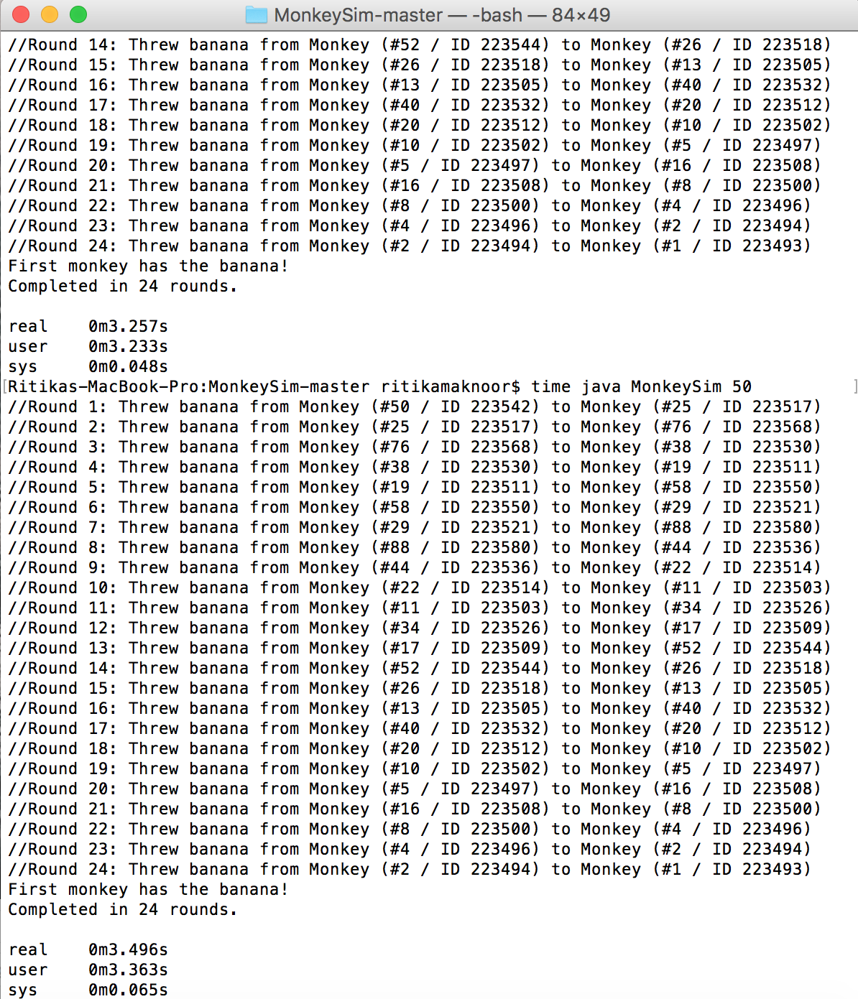 MonkeySim-master — -bash — 84×49
//Round 14: Threw banana from Monkey (#52 / ID 223544) to Monkey (#26 / ID 223518)
//Round 15: Threw banana from Monkey (#26 / ID 223518) to Monkey (#13 / ID 223505)
//Round 16: Threw banana from Monkey (#13 / ID 223505) to Monkey (#40 / ID 223532)
//Round 17: Threw banana from Monkey (#40 / ID 223532) to Monkey (#20 / ID 223512)
//Round 18: Threw banana from Monkey (#20 / ID 223512) to Monkey (#10 / ID 223502)
//Round 19: Threw banana from Monkey (#10 / ID 223502) to Monkey (#5 / ID 223497)
//Round 20: Threw banana from Monkey (#5 / ID 223497) to Monkey (#16 / ID 223508)
//Round 21: Threw banana from Monkey (#16 / ID 223508) to Monkey (#8 / ID 223500)
//Round 22: Threw banana from Monkey (#8 / ID 223500) to Monkey (#4 / ID 223496)
//Round 23: Threw banana from Monkey (#4 / ID 223496) to Monkey (#2 / ID 223494)
//Round 24: Threw banana from Monkey (#2 / ID 223494) to Monkey (#1 / ID 223493)
First monkey has the banana!
Completed in 24 rounds.
real 0m3.257s
user 0m3.233s
sys 0m0.048s
[Ritikas-MacBook-Pro:MonkeySim-master ritikamaknoor$ time java MonkeySim 50 ]
//Round 1: Threw banana from Monkey (#50 / ID 223542) to Monkey (#25 / ID 223517)
//Round 2: Threw banana from Monkey (#25 / ID 223517) to Monkey (#76 / ID 223568)
//Round 3: Threw banana from Monkey (#76 / ID 223568) to Monkey (#38 / ID 223530)
//Round 4: Threw banana from Monkey (#38 / ID 223530) to Monkey (#19 / ID 223511)
//Round 5: Threw banana from Monkey (#19 / ID 223511) to Monkey (#58 / ID 223550)
//Round 6: Threw banana from Monkey (#58 / ID 223550) to Monkey (#29 / ID 223521)
//Round 7: Threw banana from Monkey (#29 / ID 223521) to Monkey (#88 / ID 223580)
//Round 8: Threw banana from Monkey (#88 / ID 223580) to Monkey (#44 / ID 223536)
//Round 9: Threw banana from Monkey (#44 / ID 223536) to Monkey (#22 / ID 223514)
//Round 10: Threw banana from Monkey (#22 / ID 223514) to Monkey (#11 / ID 223503)
//Round 11: Threw banana from Monkey (#11 / ID 223503) to Monkey (#34 / ID 223526)
//Round 12: Threw banana from Monkey (#34 / ID 223526) to Monkey (#17 / ID 223509)
//Round 13: Threw banana from Monkey (#17 / ID 223509) to Monkey (#52 / ID 223544)
//Round 14: Threw banana from Monkey (#52 / ID 223544) to Monkey (#26 / ID 223518)
//Round 15: Threw banana from Monkey (#26 / ID 223518) to Monkey (#13 / ID 223505)
//Round 16: Threw banana from Monkey (#13 / ID 223505) to Monkey (#40 / ID 223532)
//Round 17: Threw banana from Monkey (#40 / ID 223532) to Monkey (#20 / ID 223512)
//Round 18: Threw banana from Monkey (#20 / ID 223512) to Monkey (#10 / ID 223502)
//Round 19: Threw banana from Monkey (#10 / ID 223502) to Monkey (#5 / ID 223497)
//Round 20: Threw banana from Monkey (#5 / ID 223497) to Monkey (#16 / ID 223508)
//Round 21: Threw banana from Monkey (#16 / ID 223508) to Monkey (#8 / ID 223500)
//Round 22: Threw banana from Monkey (#8 / ID 223500) to Monkey (#4 / ID 223496)
//Round 23: Threw banana from Monkey (#4 / ID 223496) to Monkey (#2 / ID 223494)
//Round 24: Threw banana from Monkey (#2 / ID 223494) to Monkey (#1 / ID 223493)
First monkey has the banana!
Completed in 24 rounds.
real 0m3.496s
user 0m3.363s
sys 0m0.065s